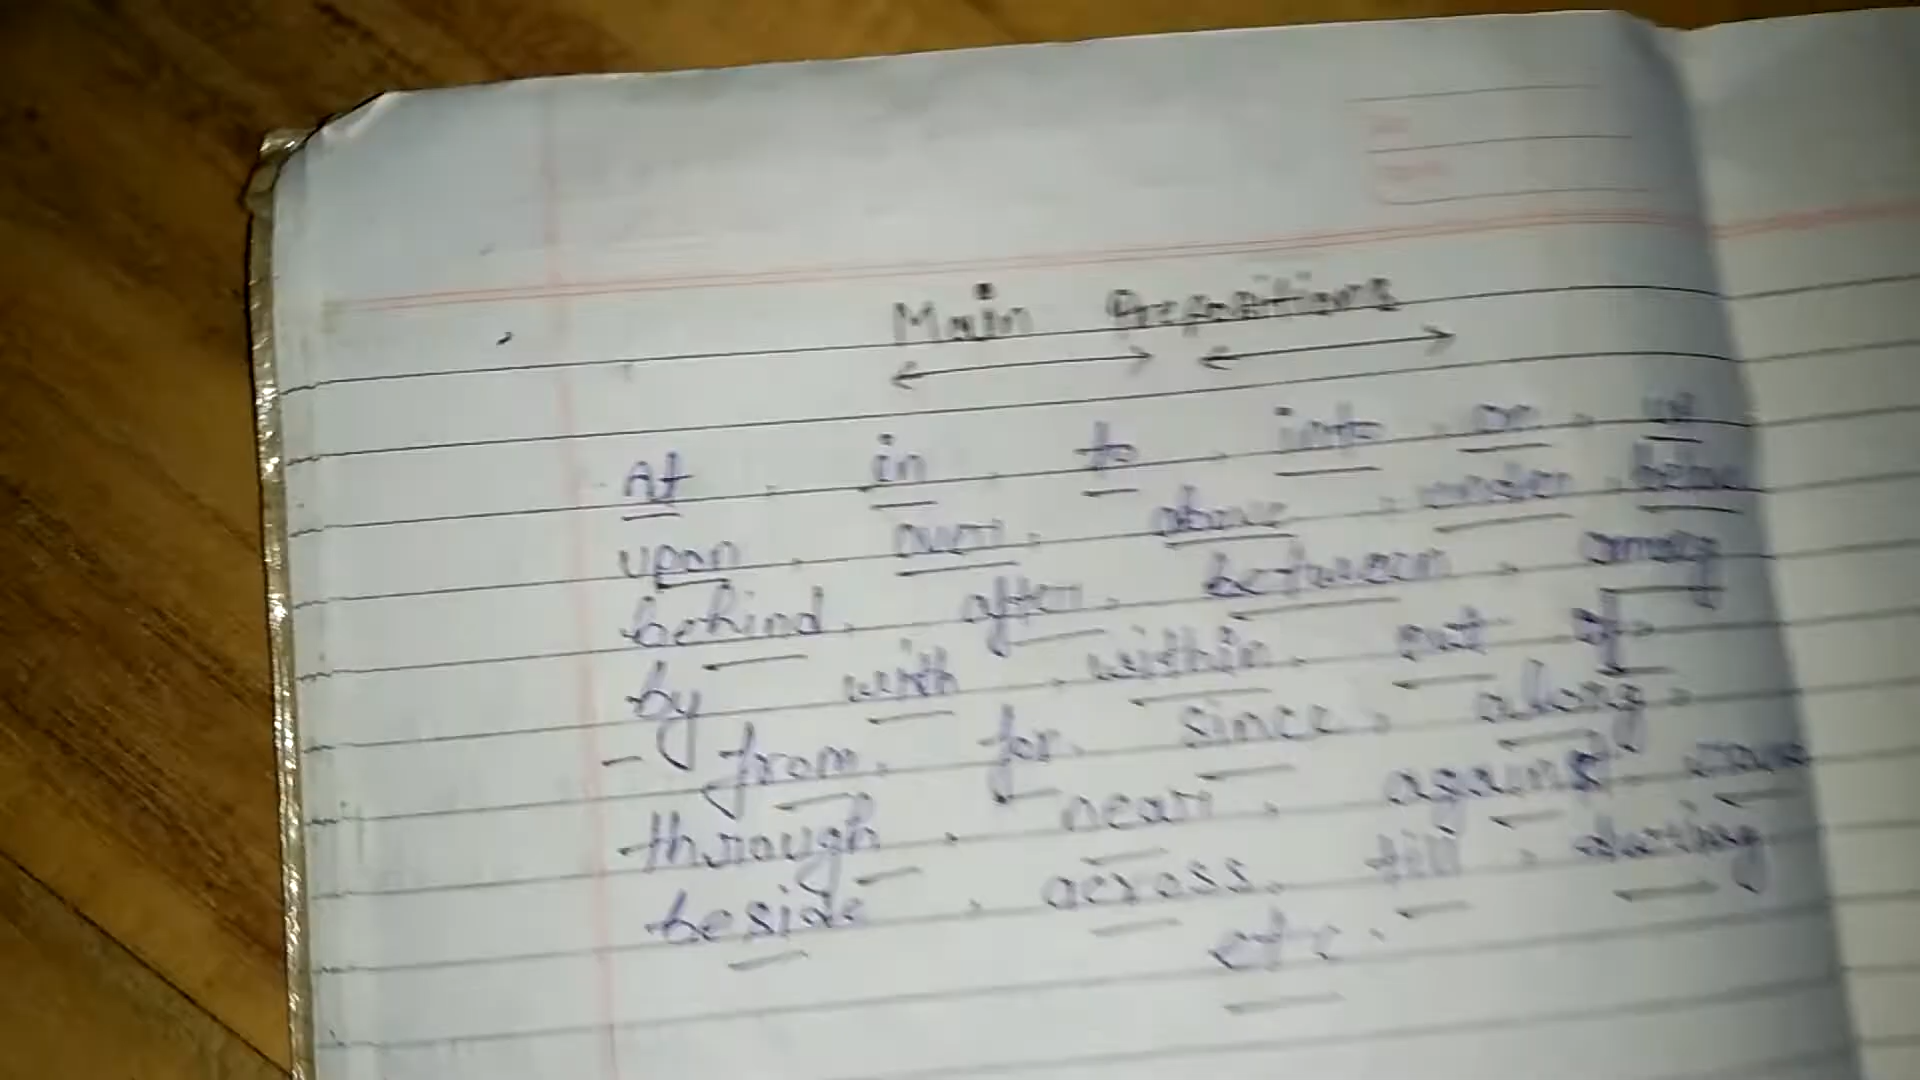 Main Prepositions
At, in, to, into, on, up
upon, over, above, under, below
behind, after, between, among
by with, within, out of,
- from, for, since, along,
through, near, against
beside, across, till, during
etc.